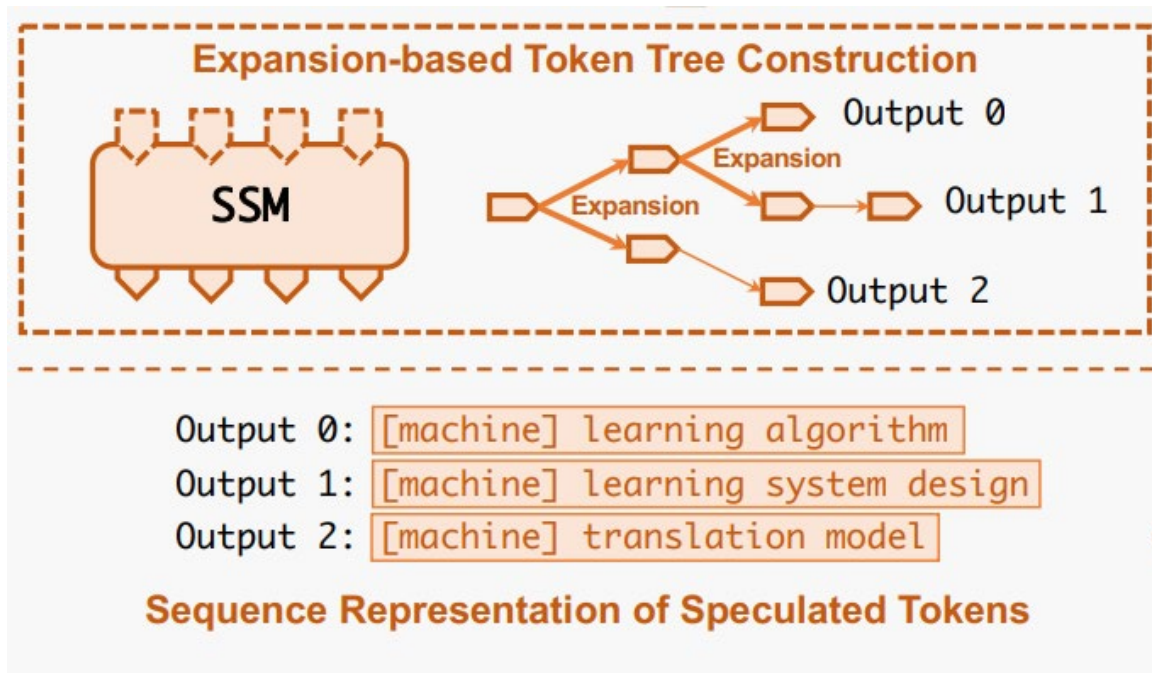 Expansion-based Token Tree Construction
SSM
Expansion
Expansion
Output 0
Output 1
Output 2
Output 0: [machine] learning algorithm
Output 1: [machine] learning system design
Output 2: [machine] translation model
Sequence Representation of Speculated Tokens